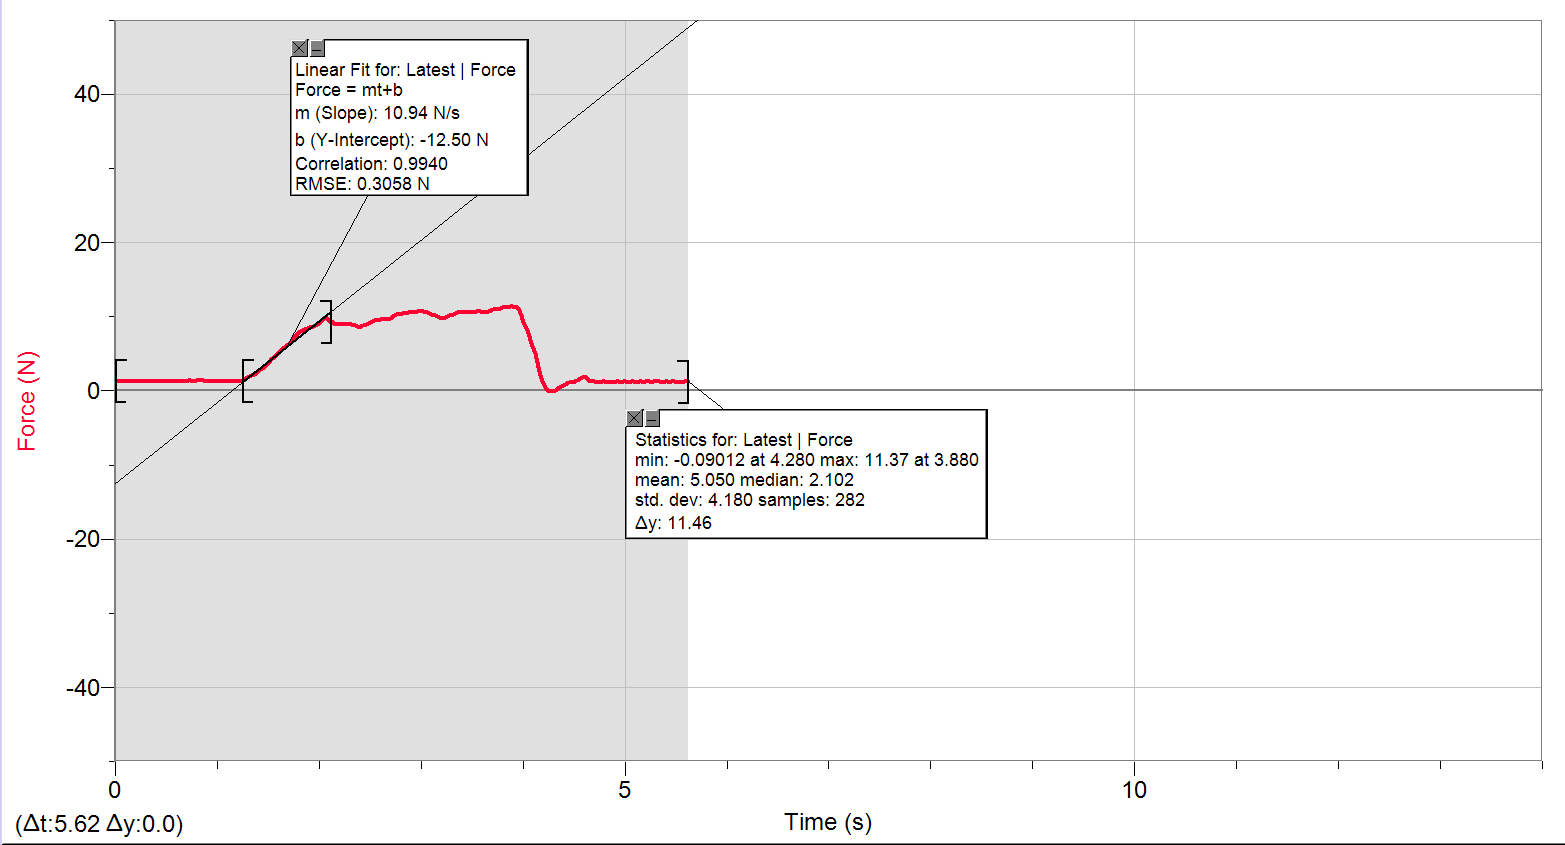 Linear Fit for: Latest | Force
Force = mt+b
m (Slope): 10.94 N/s
b (Y-Intercept): -12.50 N
Correlation: 0.9940
RMSE: 0.3058 N
40
20
0
-20
-40
Force (N)
Statistics for: Latest | Force
min: -0.09012 at 4.280 max: 11.37 at 3.880
mean: 5.050 median: 2.102
std. dev: 4.180 samples: 282
Δy: 11.46
0 5 10
Time (s)
(Δt:5.62 Δy:0.0)